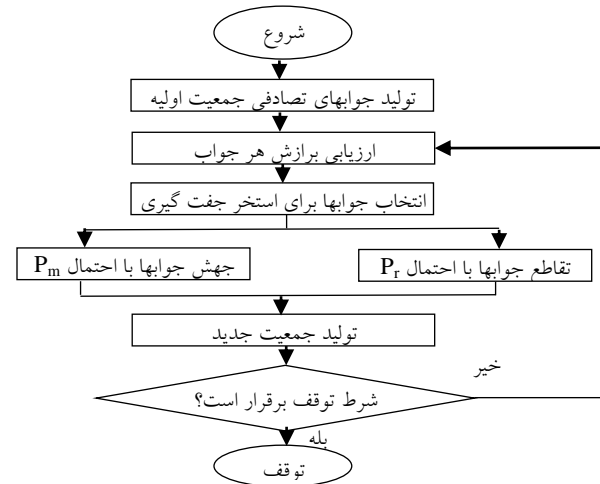 شروع
تولید جوابهای تصادفی جمعیت اولیه
ارزیابی برازش هر جواب
انتخاب جوابها برای استخر جفت گیری
تقاطع جوابها با احتمال Pr
جهش جوابها با احتمال Pm
تولید جمعیت جدید
خیر
شرط توقف برقرار است؟
بله
توقف